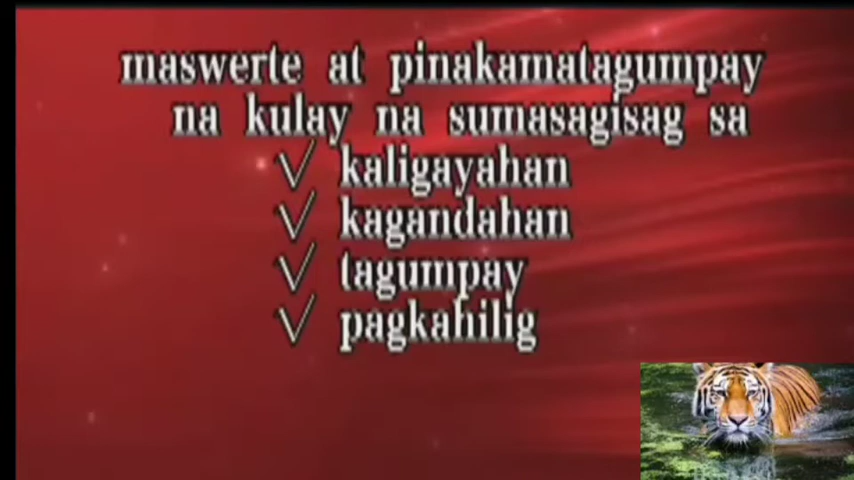 maswerte at pinakamatagumpay
na kulay na sumasagisag sa
√ kaligayahan
√ kagandahan
√ tagumpay
√ pagkahilig